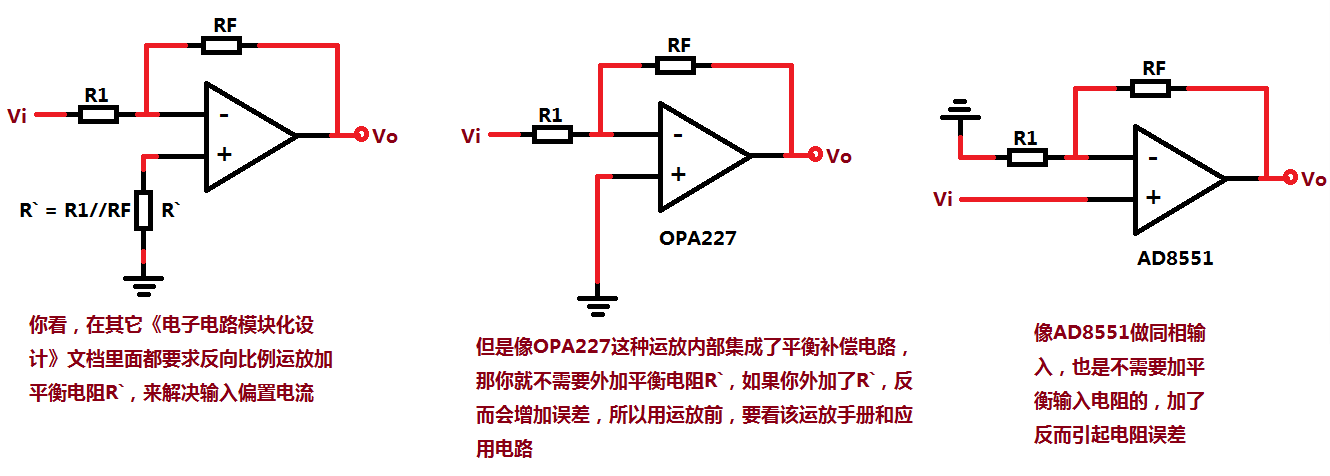 RF
R1
Vi
-
+
Vo
R` = R1//RF
R`
你看，在其它《电子电路模块化设
计》文档里面都要求反向比例运放加
平衡电阻R`，来解决输入偏置电流
RF
R1
Vi
-
+
Vo
OPA227
但是像OPA227这种运放内部集成了平衡补偿电路，
那你就不需要外加平衡电阻R`，如果你外加了R`，反
而会增加误差，所以用运放前，要看该运放手册和应
用电路
RF
R1
-
+
Vi
Vo
AD8551
像AD8551做同相输
入，也是不需要加平
衡输入电阻的，加了
反而引起电阻误差